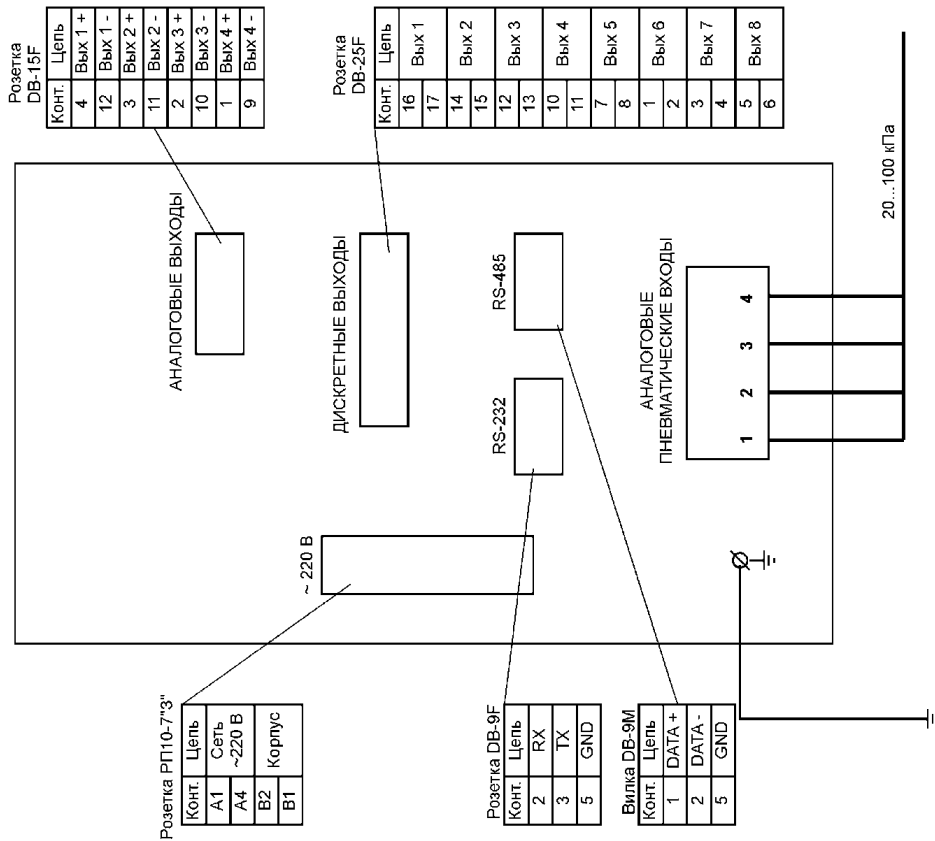 Розетка
DB-15F
Конт. Цепь
4 Вых 1 +
12 Вых 1 -
3 Вых 2 +
11 Вых 2 -
2 Вых 3 +
10 Вых 3 -
1 Вых 4 +
9 Вых 4 -
Розетка
DB-25F
Конт. Цепь
16 Вых 1
17
14 Вых 2
15
12 Вых 3
13
10 Вых 4
11
7 Вых 5
8
1 Вых 6
2
3 Вых 7
4
5 Вых 8
6
АНАЛОГОВЫЕ ВЫХОДЫ
ДИСКРЕТНЫЕ ВЫХОДЫ
RS-232
RS-485
АНАЛОГОВЫЕ
ПНЕВМАТИЧЕСКИЕ ВХОДЫ
1 2 3 4
20...100 кПа
~ 220 В
Розетка РП10-7"З"
Конт. Цепь
А1 Сеть
А4 ~220 В
В2 Корпус
В1
Розетка DB-9F
Конт. Цепь
2 RX
3 TX
5 GND
Вилка DB-9M
Конт. Цепь
1 DATA +
2 DATA -
5 GND